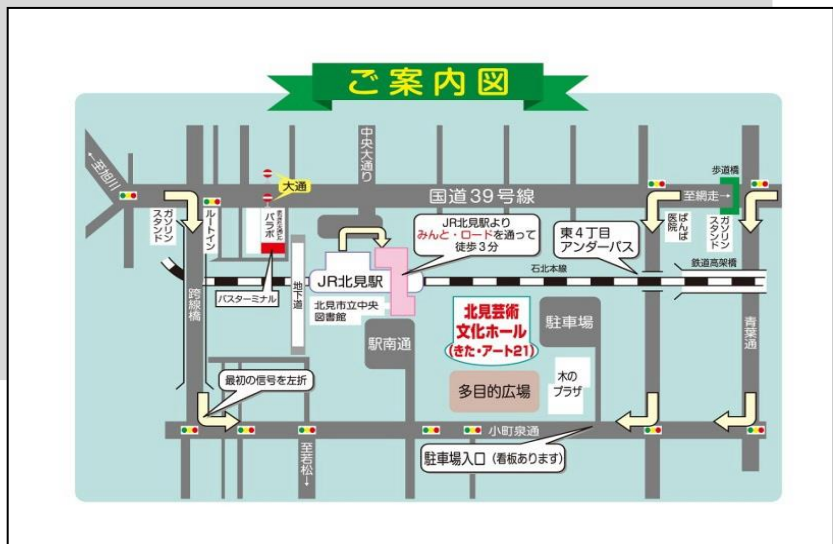 ご案内図
←至旭川
中央大通り
歩道橋
大通
国道39号線
至網走→
ガソリン
スタンド
ルートイン
パラボ
JR北見駅より
みんと・ロードを通って
徒歩3分
東4丁目
アンダーパス
ばんば
医院
ガソリン
スタンド
石北本線
鉄道高架橋
JR北見駅
バスターミナル
地下道
跨線橋
北見市立中央
図書館
北見芸術
文化ホール
(きた・アート21)
駐車場
青葉通
駅南通
最初の信号を左折
多目的広場
木の
プラザ
小町泉通
至若松→
駐車場入口(看板あります)